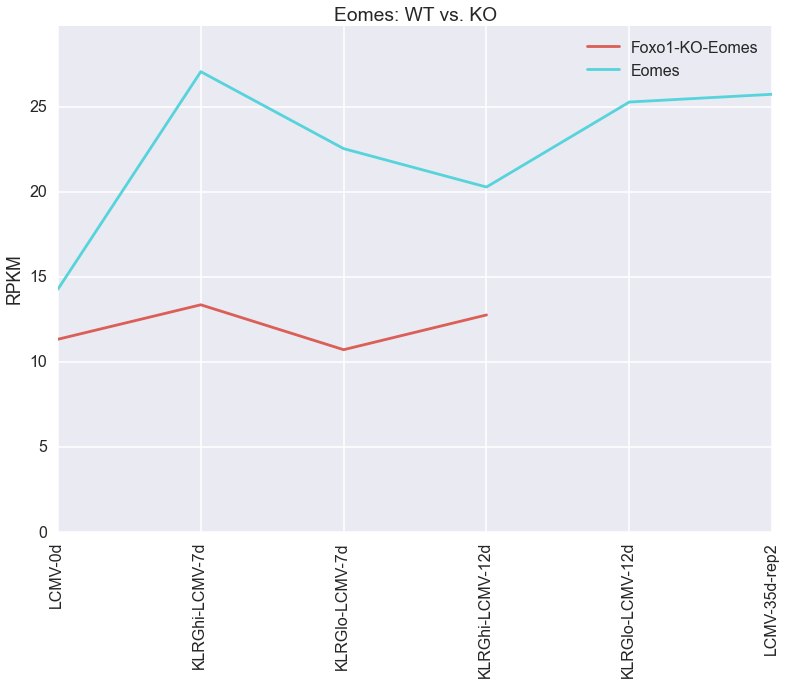 Eomes: WT vs. KO
Foxo1-KO-Eomes
Eomes
RPKM
25
20
15
10
5
0
LCMV-0d
KLRGhi-LCMV-7d
KLRGlo-LCMV-7d
KLRGhi-LCMV-12d
KLRGlo-LCMV-12d
LCMV-35d-rep2